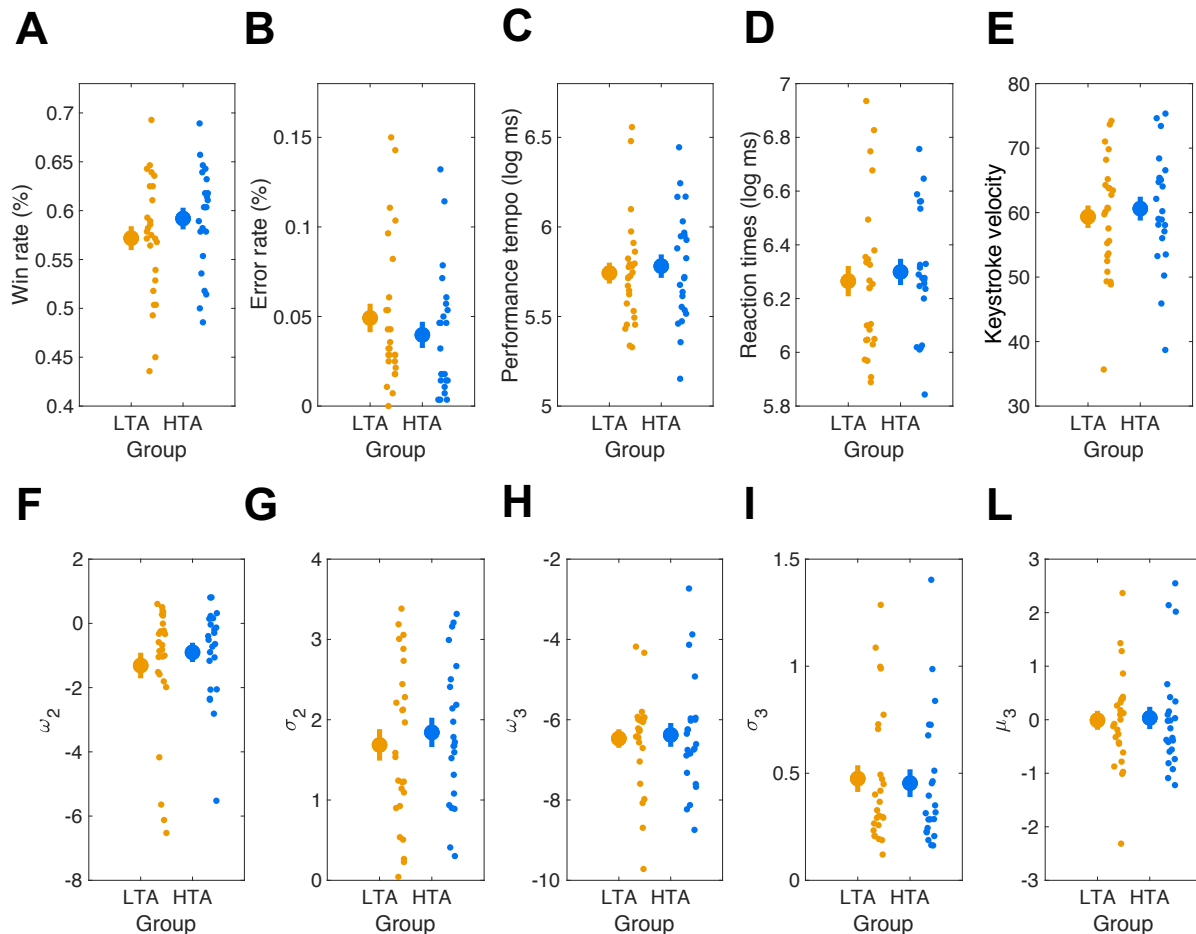 A
B
C
D
E
Win rate (%)
0.7
0.65
0.6
0.55
0.5
0.45
0.4
LTA HTA
Group
Error rate (%)
0.15
0.1
0.05
0
LTA HTA
Group
Performance tempo (log ms)
6.5
6
5.5
5
LTA HTA
Group
Reaction times (log ms)
7
6.8
6.6
6.4
6.2
6
5.8
LTA HTA
Group
Keystroke velocity
80
70
60
50
40
30
LTA HTA
Group
F
G
H
I
L
ω2
2
0
-2
-4
-6
-8
LTA HTA
Group
σ2
4
3
2
1
0
LTA HTA
Group
ω3
-2
-4
-6
-8
-10
LTA HTA
Group
σ3
1.5
1
0.5
0
LTA HTA
Group
μ3
3
2
1
0
-1
-2
-3
LTA HTA
Group